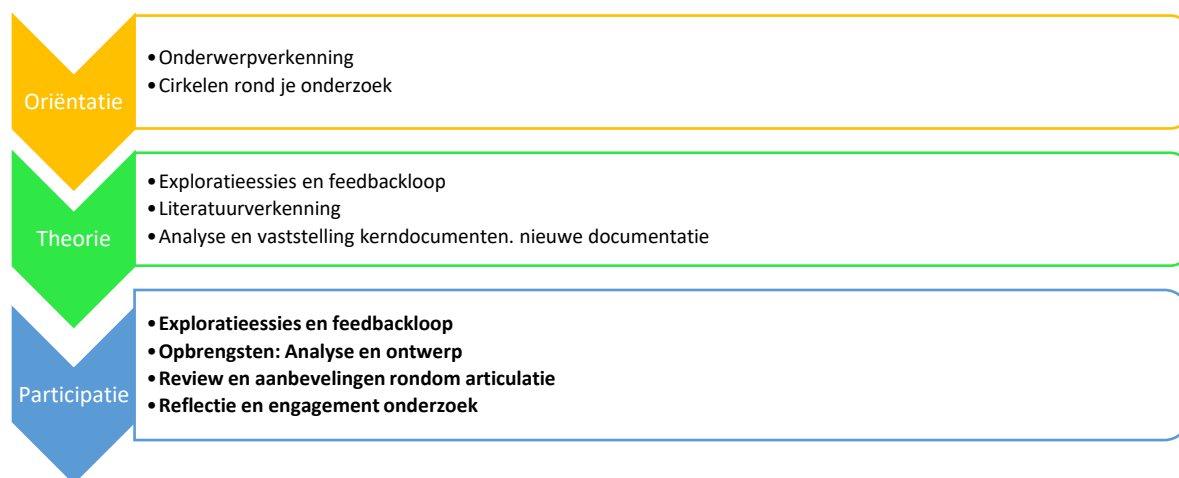 Oriëntatie
•Onderwerpverkenning
•Cirkelen rond je onderzoek
Theorie
•Exploratieessies en feedbackloop
•Literatuurverkenning
•Analyse en vaststelling kerndocumenten. nieuwe documentatie
Participatie
•Exploratieessies en feedbackloop
•Opbrengsten: Analyse en ontwerp
•Review en aanbevelingen rondom articulatie
•Reflectie en engagement onderzoek